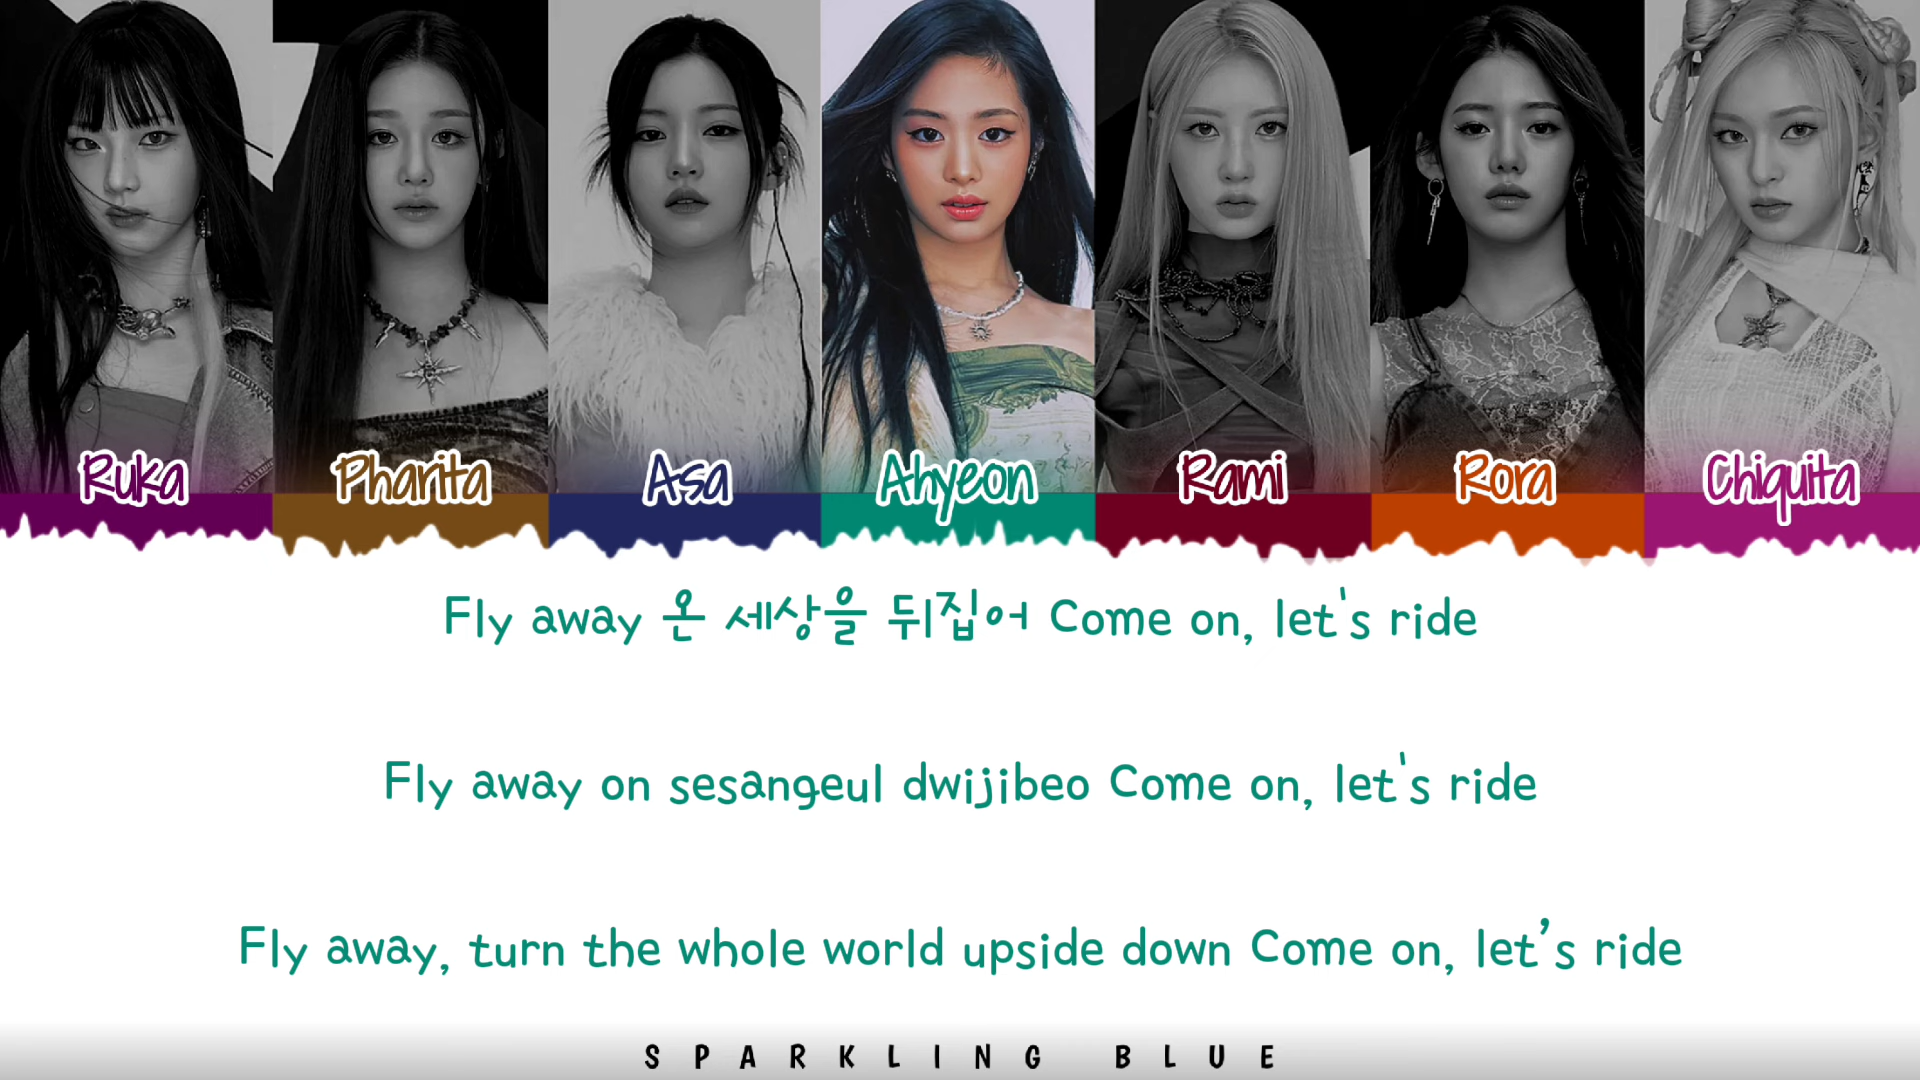 Ruka Pharita Asa Ahyeon Rami Rora Chiquita
Fly away 온 세상을 뒤집어 Come on, let's ride
Fly away on sesangeul dwijibeo Come on, let's ride
Fly away, turn the whole world upside down Come on, let’s ride
SPARKLING BLUE